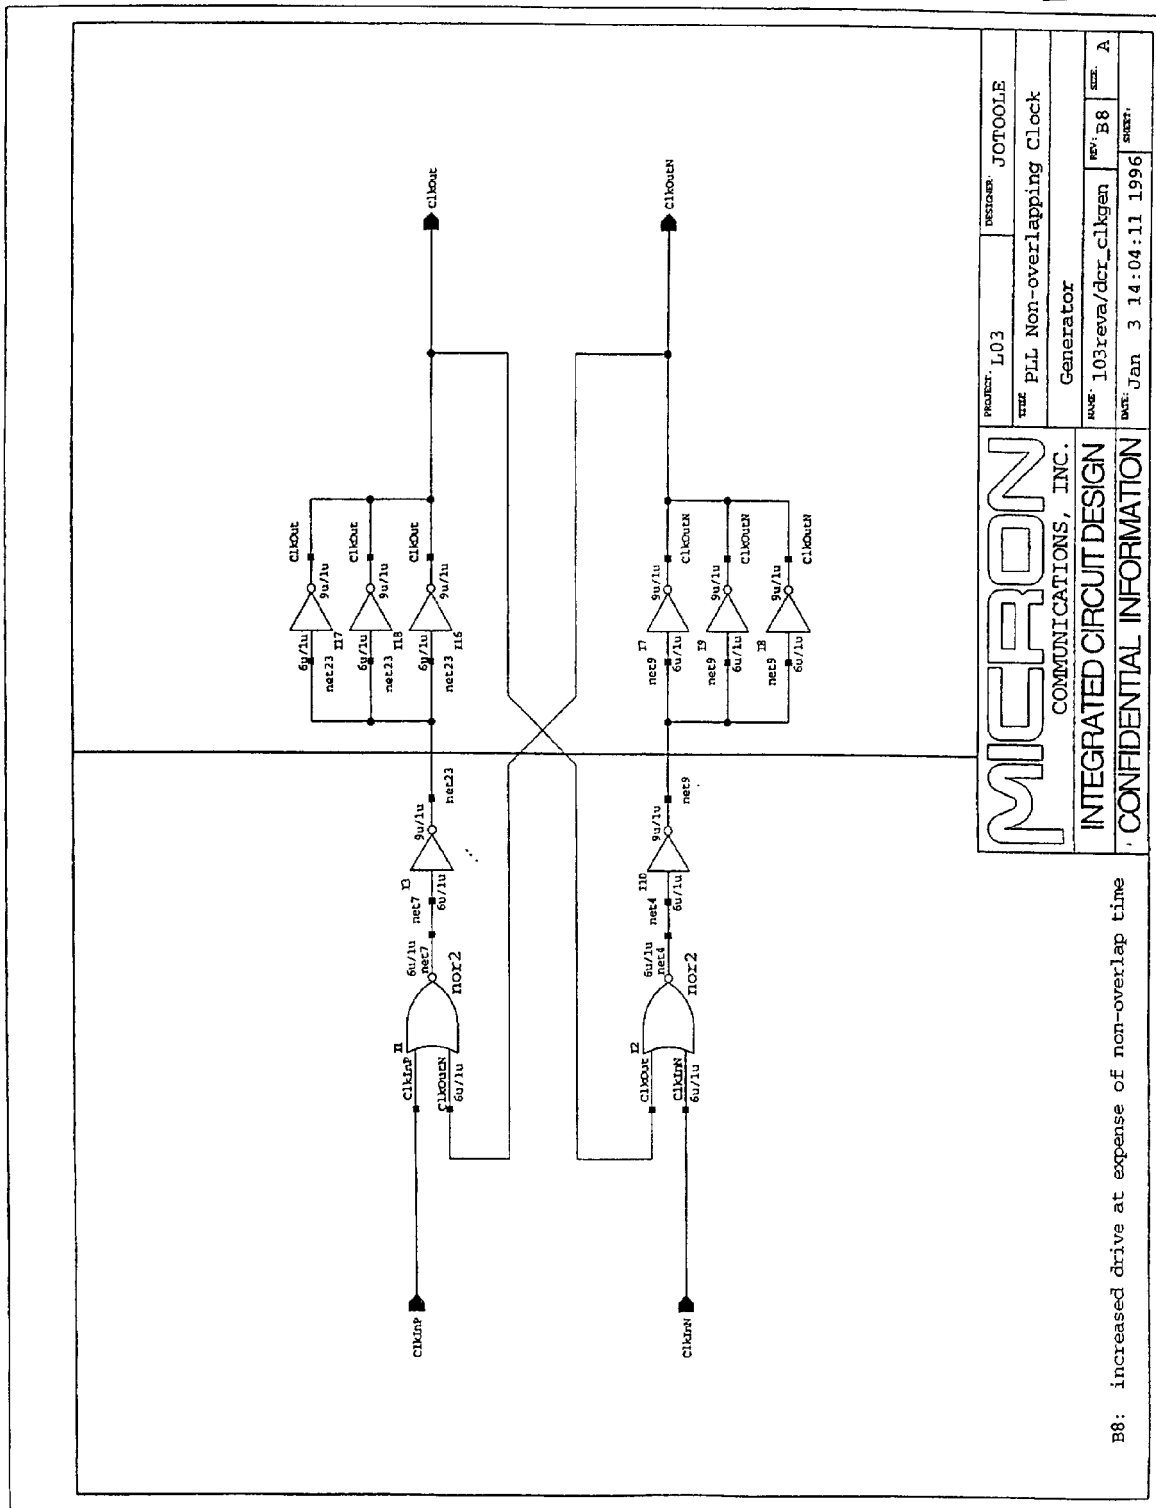 ClkInP
ClkInP
ClkOutN
6u/1u
I1
nor2
6u/1u
net7
net7
I3
6u/1u
9u/1u
net23
6u/1u
net23
I17
9u/1u
ClkOut
6u/1u
net23
I18
9u/1u
ClkOut
6u/1u
net23
I16
9u/1u
ClkOut
ClkOut
ClkInN
ClkOut
ClkInN
6u/1u
I2
nor2
6u/1u
net4
net4
I10
6u/1u
9u/1u
net9
net9
6u/1u
I7
9u/1u
ClkOutN
net9
6u/1u
I9
9u/1u
ClkOutN
net9
6u/1u
I8
9u/1u
ClkOutN
ClkOutN
B8: increased drive at expense of non-overlap time
MICRON
COMMUNICATIONS, INC.
INTEGRATED CIRCUIT DESIGN
CONFIDENTIAL INFORMATION
PROJECT: L03
DESIGNER: JOTOOLE
TITLE PLL Non-overlapping Clock
Generator
NAME: 103reva/dcr_clkgen
REV: B8
SIZE: A
DATE: Jan 3 14:04:11 1996
SHEET: